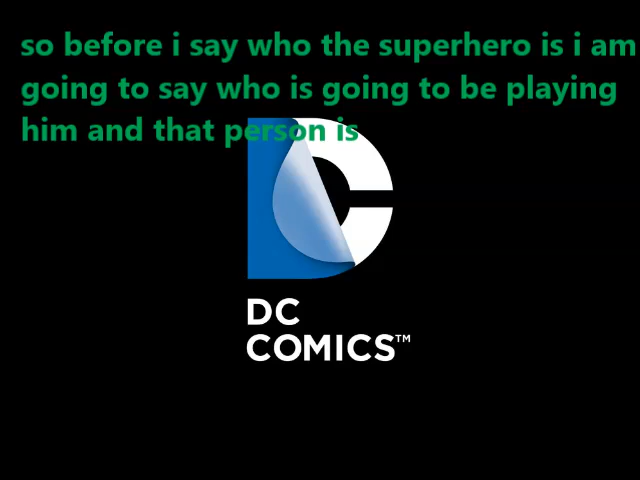 so before i say who the superhero is i am
going to say who is going to be playing
him and that person is
DC
COMICS™